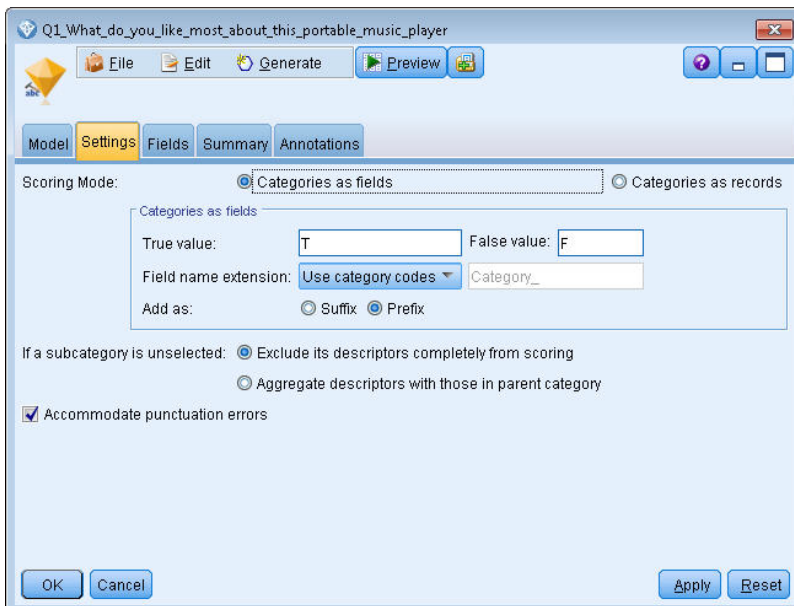 Q1_What_do_you_like_most_about_this_portable_music_player
File Edit Generate Preview
abc
Model Settings Fields Summary Annotations
Scoring Mode: Categories as fields Categories as records
Categories as fields
True value: T False value: F
Field name extension: Use category codes Category_
Add as: Suffix Prefix
If a subcategory is unselected: Exclude its descriptors completely from scoring
Aggregate descriptors with those in parent category
Accommodate punctuation errors
OK Cancel Apply Reset